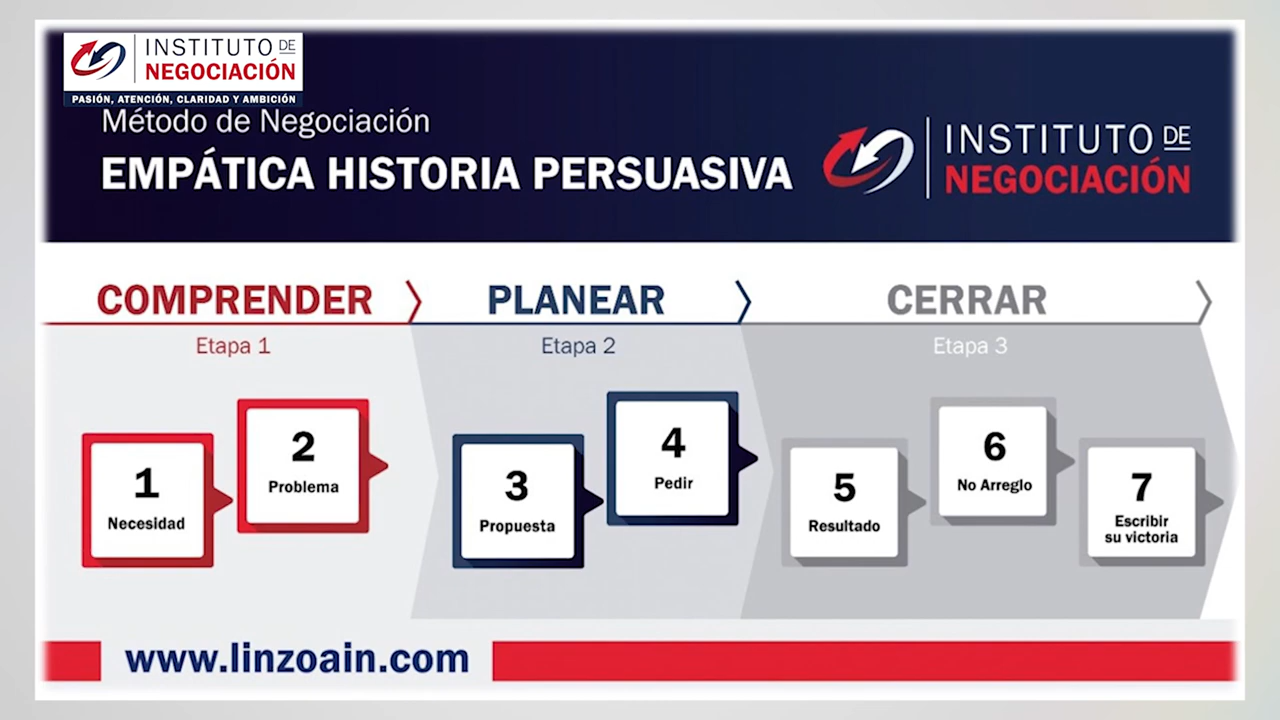 INSTITUTO DE
NEGOCIACIÓN
PASIÓN, ATENCIÓN, CLARIDAD Y AMBICIÓN
Método de Negociación
EMPÁTICA HISTORIA PERSUASIVA
INSTITUTO DE
NEGOCIACIÓN
COMPRENDER
PLANEAR
CERRAR
Etapa 1
Etapa 2
Etapa 3
1
Necesidad
2
Problema
3
Propuesta
4
Pedir
5
Resultado
6
No Arreglo
7
Escribir
su victoria
www.linzoain.com